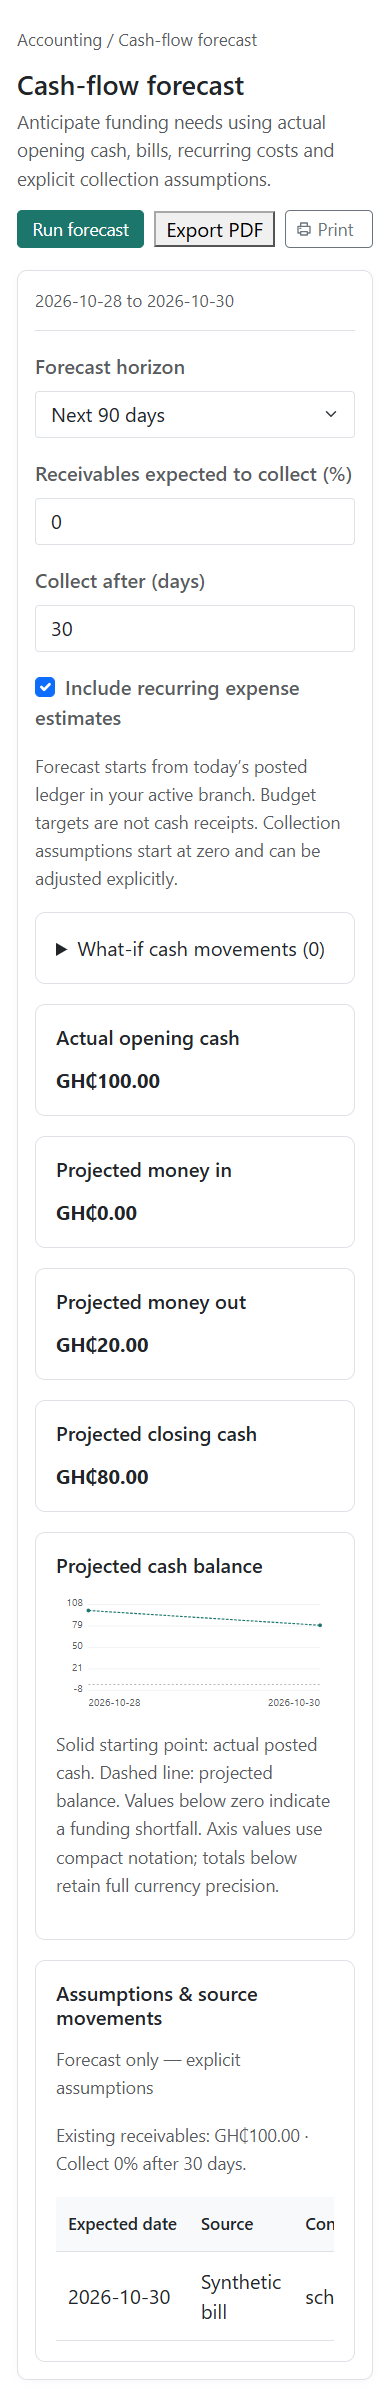 Accounting / Cash-flow forecast
Cash-flow forecast
Anticipate funding needs using actual
opening cash, bills, recurring costs and
explicit collection assumptions.
Run forecast
Export PDF
Print
2026-10-28 to 2026-10-30
Forecast horizon
Next 90 days
Receivables expected to collect (%)
0
Collect after (days)
30
Include recurring expense
estimates
Forecast starts from today’s posted
ledger in your active branch. Budget
targets are not cash receipts. Collection
assumptions start at zero and can be
adjusted explicitly.
What-if cash movements (0)
Actual opening cash
GH₵100.00
Projected money in
GH₵0.00
Projected money out
GH₵20.00
Projected closing cash
GH₵80.00
Projected cash balance
108
79
50
21
-8
2026-10-28
2026-10-30
Solid starting point: actual posted
cash. Dashed line: projected
balance. Values below zero indicate
a funding shortfall. Axis values use
compact notation; totals below
retain full currency precision.
Assumptions & source
movements
Forecast only — explicit
assumptions
Existing receivables: GH₵100.00 ·
Collect 0% after 30 days.
Expected date Source Con
2026-10-30 Synthetic sch
bill